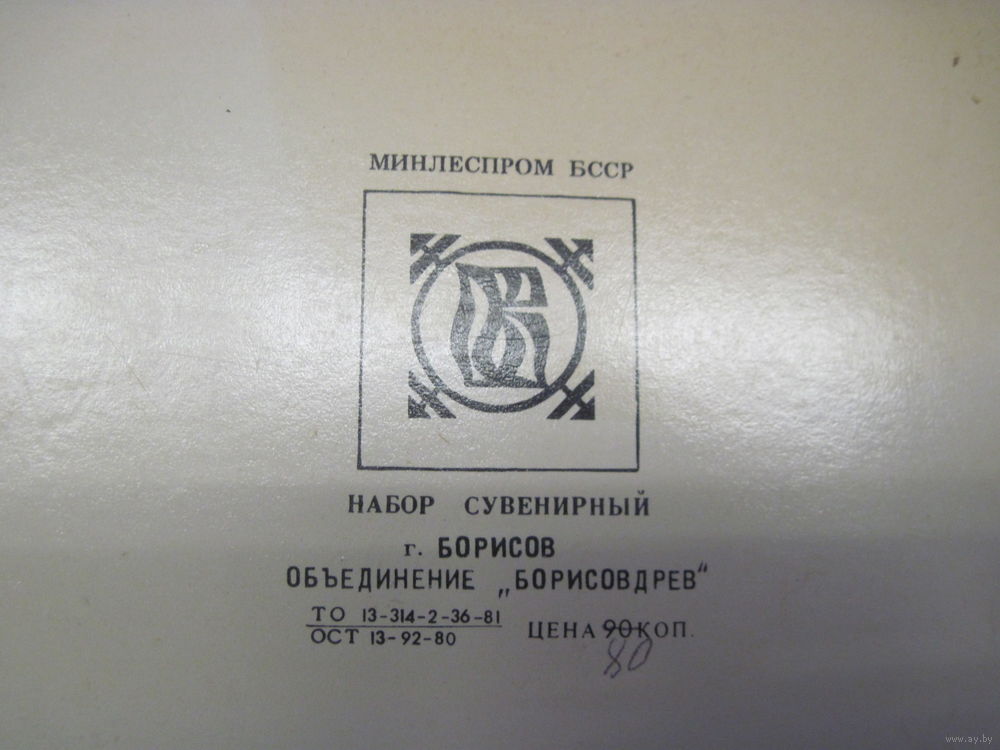 МИНЛЕСПРОМ БССР
НАБОР СУВЕНИРНЫЙ
г. БОРИСОВ
ОБЪЕДИНЕНИЕ „БОРИСОВДРЕВ"
ТО 13-314-2-36-81
ОСТ 13-92-80
ЦЕНА 90 КОП.
80
www.ay.by